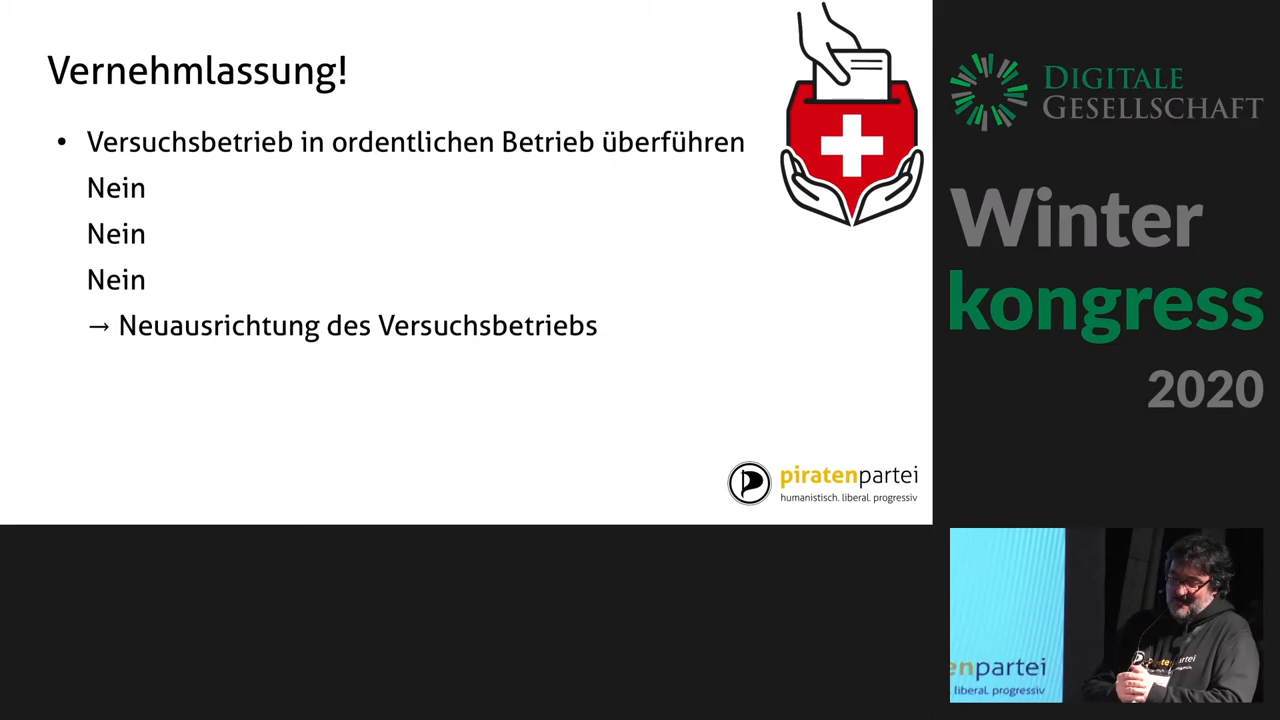 Vernehmlassung!
• Versuchsbetrieb in ordentlichen Betrieb überführen
Nein
Nein
Nein
→ Neuausrichtung des Versuchsbetriebs
piratenpartei
humanistisch. liberal. progressiv
DIGITALE
GESELLSCHAFT
Winter
kongress
2020
enpartei
liberal. progressiv